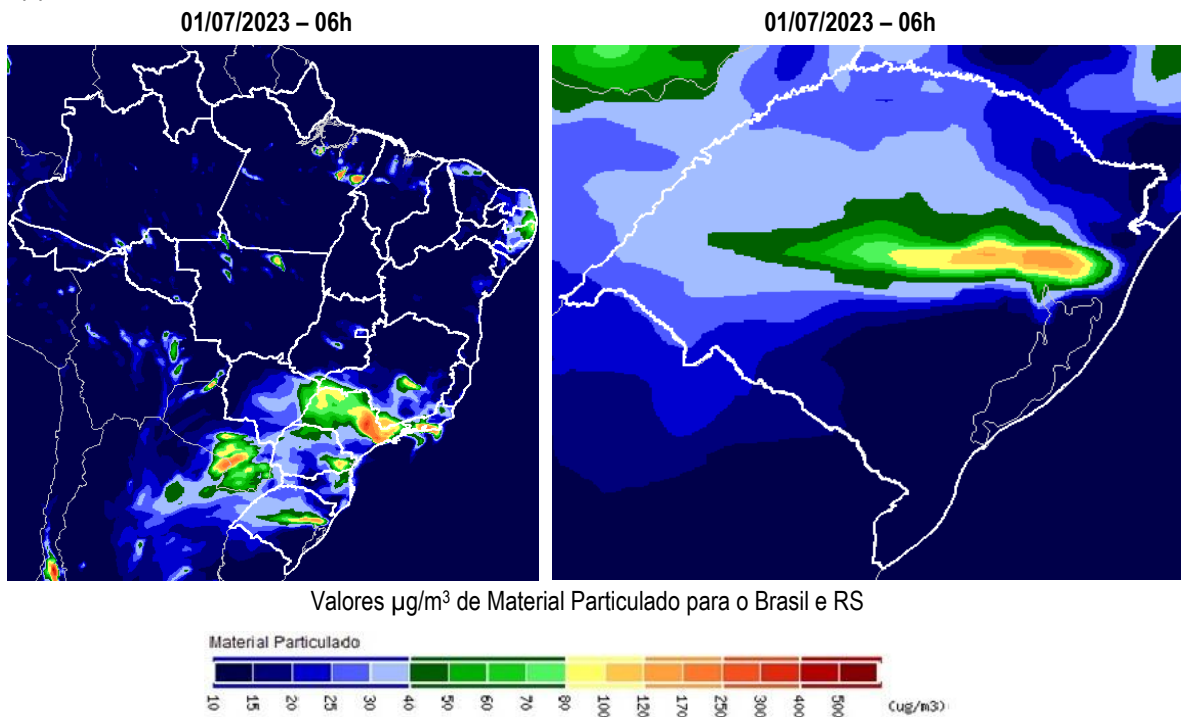 01/07/2023 – 06h
01/07/2023 – 06h
Valores µg/m³ de Material Particulado para o Brasil e RS
Material Particulado
10 15 20 25 30 40 50 60 70 80 100 120 170 250 300 400 500 (ug/m3)